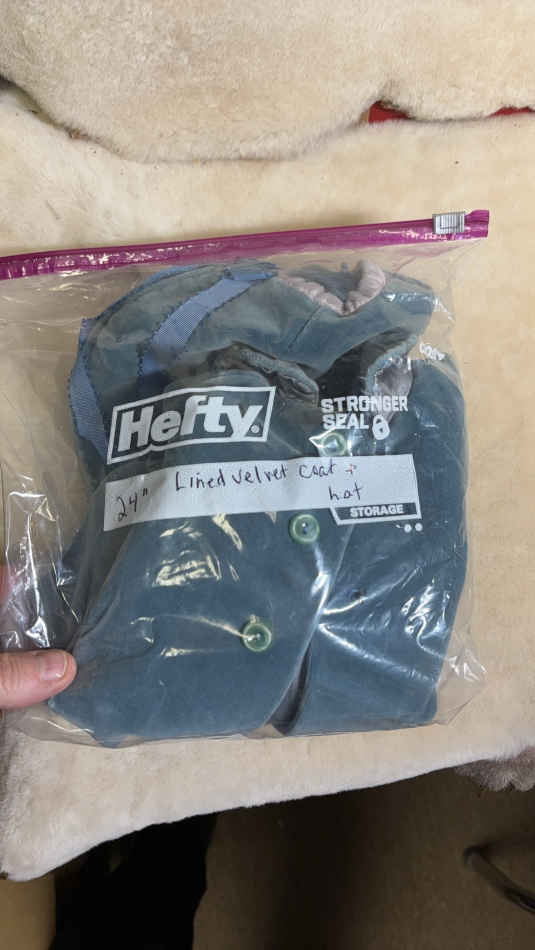 Hefty®
STRONGER
SEAL
24" Lined velvet coat +
hat
STORAGE